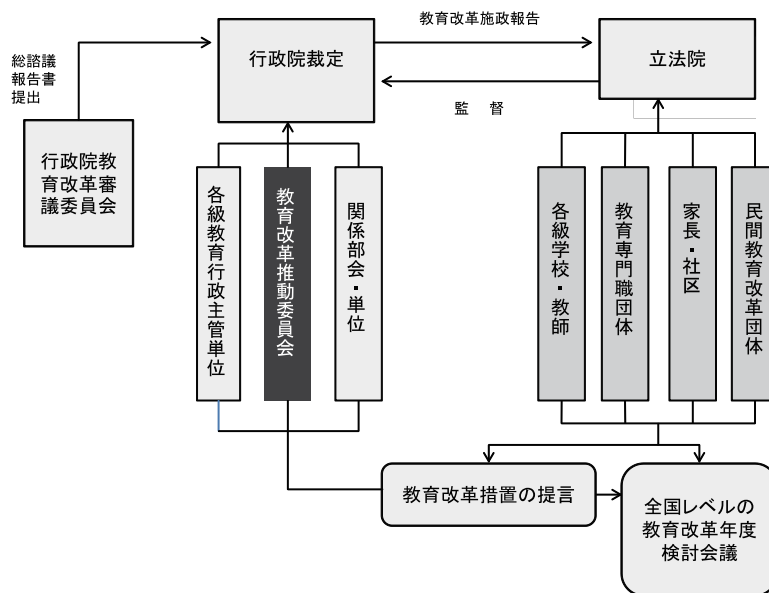 教育改革施政報告
総諮議
報告書
提出
行政院裁定
立法院
監　督
行政院教
育改革審
議委員会
各級教育行政主管単位
教育改革推動委員会
関係部会・単位
各級学校・教師
教育専門職団体
家長・社区
民間教育改革団体
教育改革措置の提言
全国レベルの
教育改革年度
検討会議